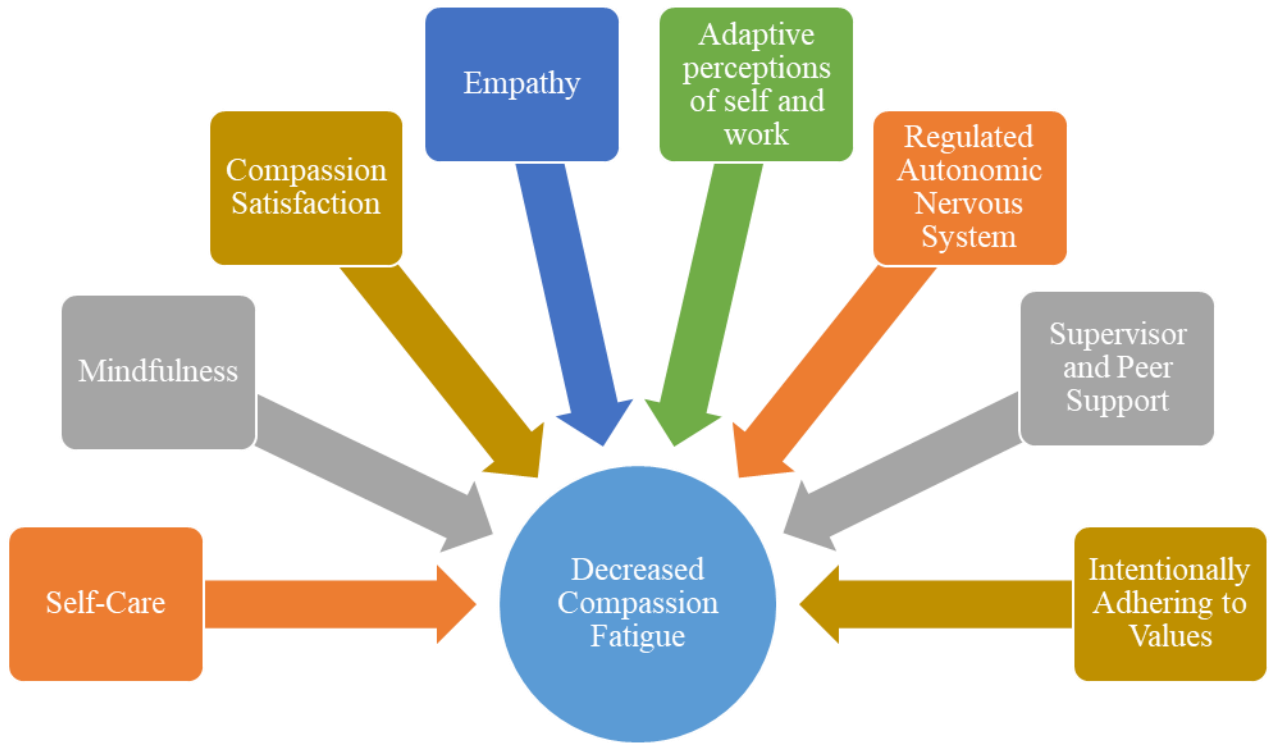 Empathy
Adaptive
perceptions
of self and
work
Compassion
Satisfaction
Regulated
Autonomic
Nervous
System
Mindfulness
Supervisor
and Peer
Support
Self-Care
Decreased
Compassion
Fatigue
Intentionally
Adhering to
Values